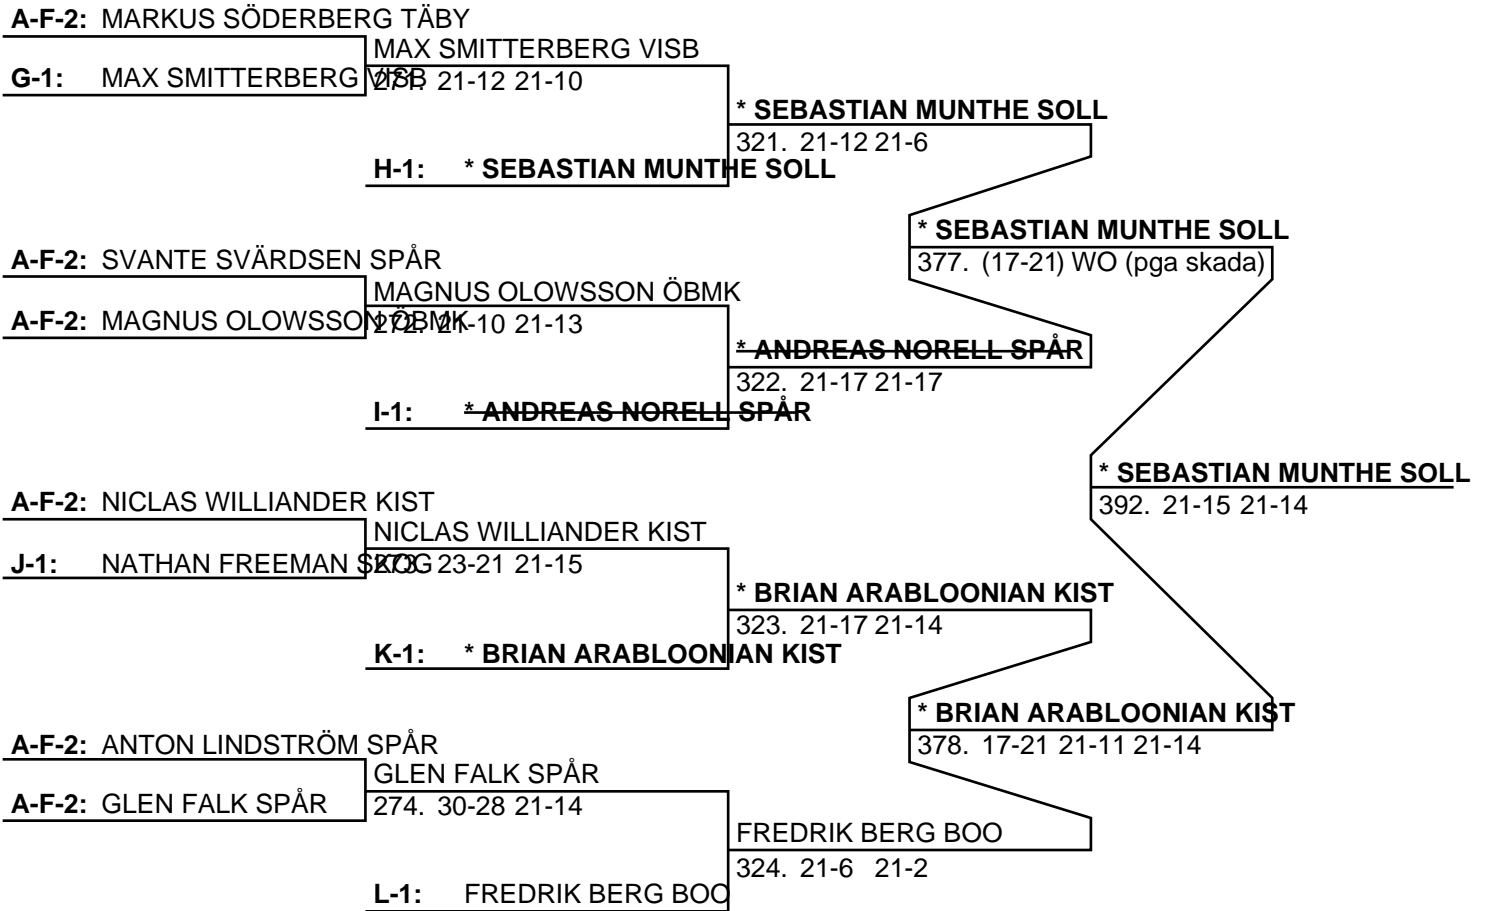 A-F-2: MARKUS SÖDERBERG TÄBY
MAX SMITTERBERG VISB
G-1: MAX SMITTERBERG VISB
271. 21-12 21-10
* SEBASTIAN MUNTHE SOLL
321. 21-12 21-6
H-1: * SEBASTIAN MUNTHE SOLL
* SEBASTIAN MUNTHE SOLL
377. (17-21) WO (pga skada)
A-F-2: SVANTE SVÄRDSEN SPÅR
MAGNUS OLOWSSON ÖBMK
A-F-2: MAGNUS OLOWSSON ÖBMK
272. 21-10 21-13
* ANDREAS NORELL SPÅR
322. 21-17 21-17
I-1: * ANDREAS NORELL SPÅR
* SEBASTIAN MUNTHE SOLL
392. 21-15 21-14
A-F-2: NICLAS WILLIANDER KIST
NICLAS WILLIANDER KIST
J-1: NATHAN FREEMAN SKOG
273. 23-21 21-15
* BRIAN ARABLOONIAN KIST
323. 21-17 21-14
K-1: * BRIAN ARABLOONIAN KIST
* BRIAN ARABLOONIAN KIST
378. 17-21 21-11 21-14
A-F-2: ANTON LINDSTRÖM SPÅR
GLEN FALK SPÅR
A-F-2: GLEN FALK SPÅR
274. 30-28 21-14
FREDRIK BERG BOO
324. 21-6 21-2
L-1: FREDRIK BERG BOO